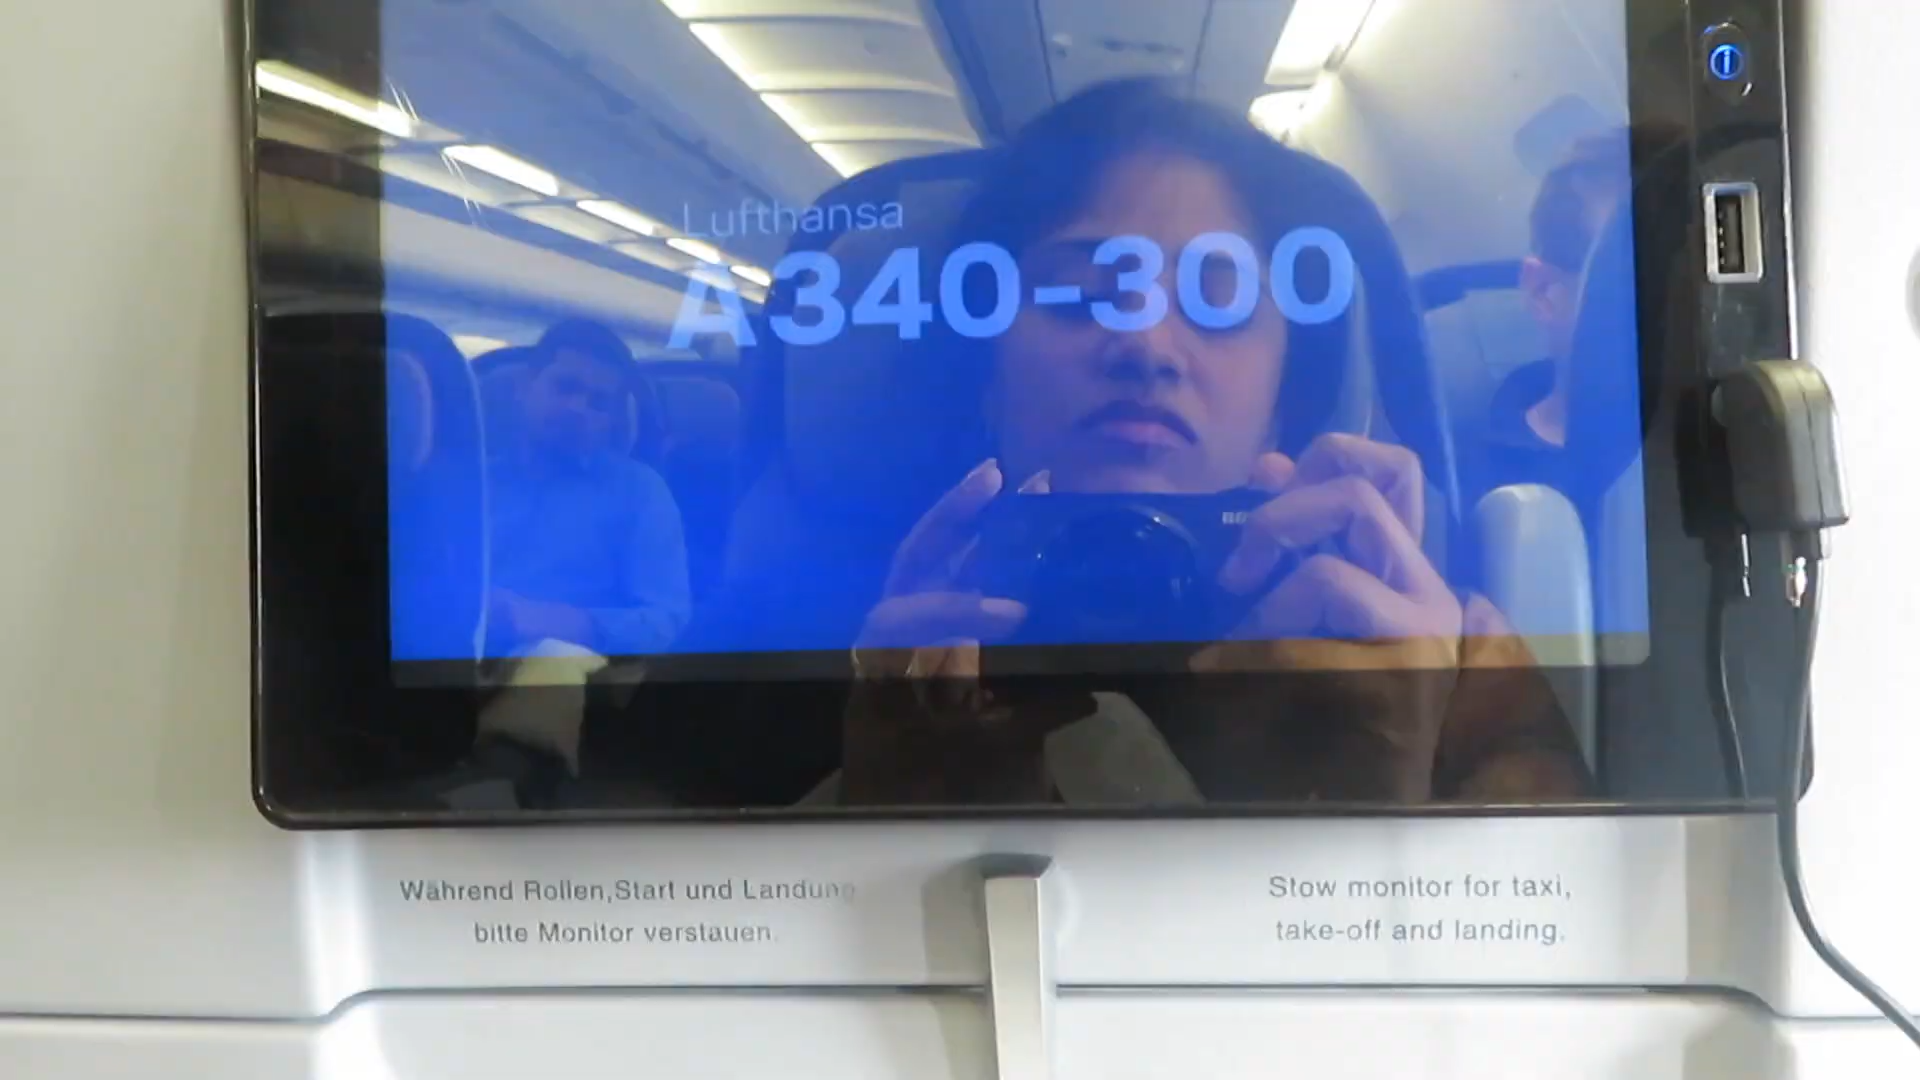 Lufthansa
A340-300
Während Rollen,Start und Landung
bitte Monitor verstauen.
Stow monitor for taxi,
take-off and landing.